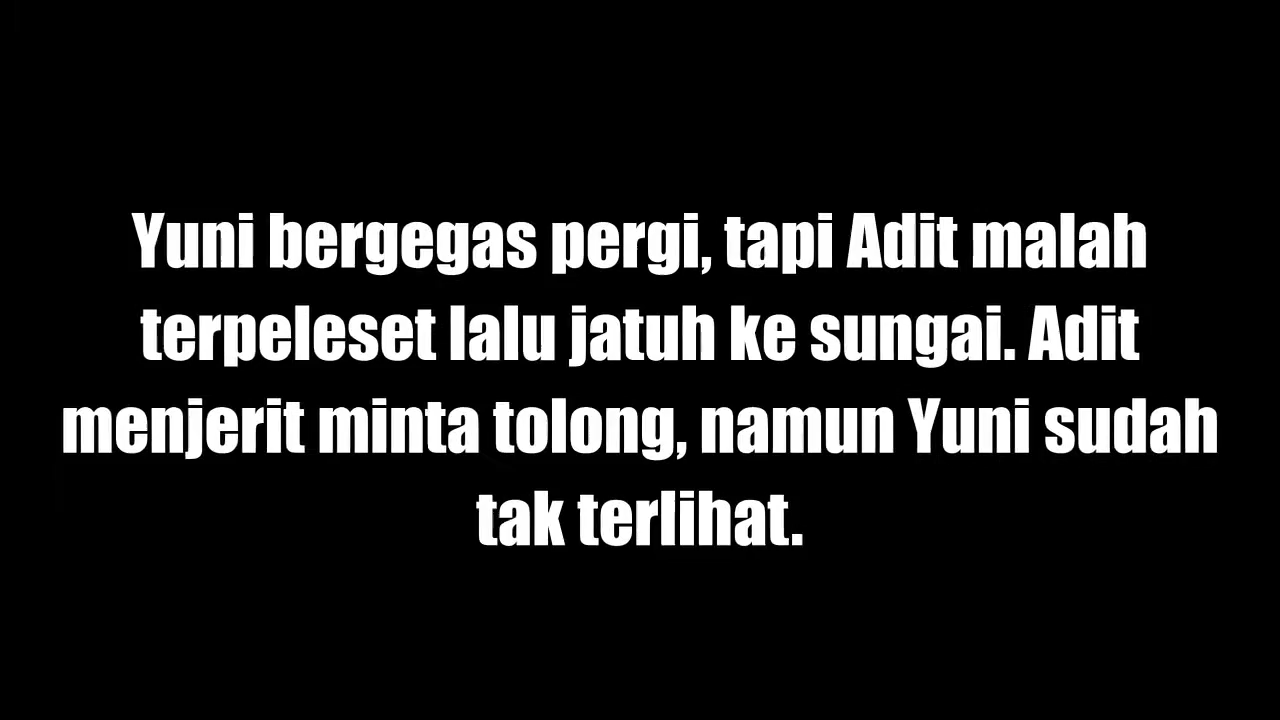 Yuni bergegas pergi, tapi Adit malah
terpeleset lalu jatuh ke sungai. Adit
menjerit minta tolong, namun Yuni sudah
tak terlihat.